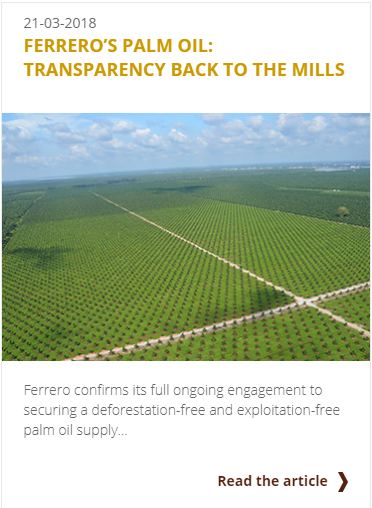 21-03-2018
FERRERO’S PALM OIL:
TRANSPARENCY BACK TO THE MILLS
Ferrero confirms its full ongoing engagement to
securing a deforestation-free and exploitation-free
palm oil supply...
Read the article ❯